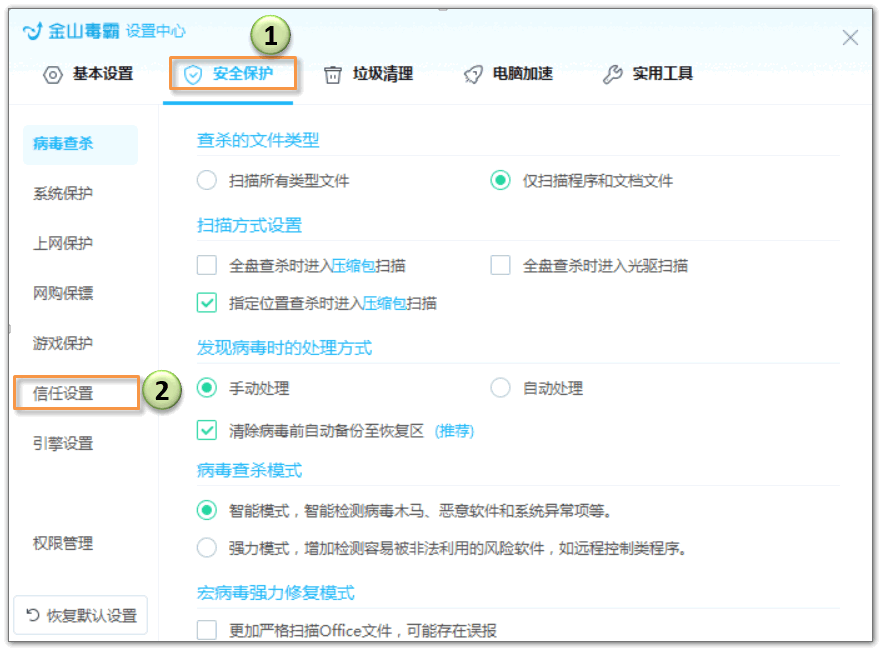 金山毒霸 设置中心
1
基本设置 安全保护 垃圾清理 电脑加速 实用工具
病毒查杀
系统保护
上网保护
网购保镖
游戏保护
信任设置
2
引擎设置
权限管理
恢复默认设置
查杀的文件类型
扫描所有类型文件 仅扫描程序和文档文件
扫描方式设置
全盘查杀时进入压缩包扫描 全盘查杀时进入光驱扫描
指定位置查杀时进入压缩包扫描
发现病毒时的处理方式
手动处理 自动处理
清除病毒前自动备份至恢复区 (推荐)
病毒查杀模式
智能模式，智能检测病毒木马、恶意软件和系统异常项等。
强力模式，增加检测容易被非法利用的风险软件，如远程控制类程序。
宏病毒强力修复模式
更加严格扫描Office文件，可能存在误报